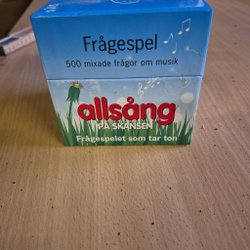 Frågespel
500 mixade frågor om musik
allsång
PÅ SKANSEN
Frågespelet som tar ton